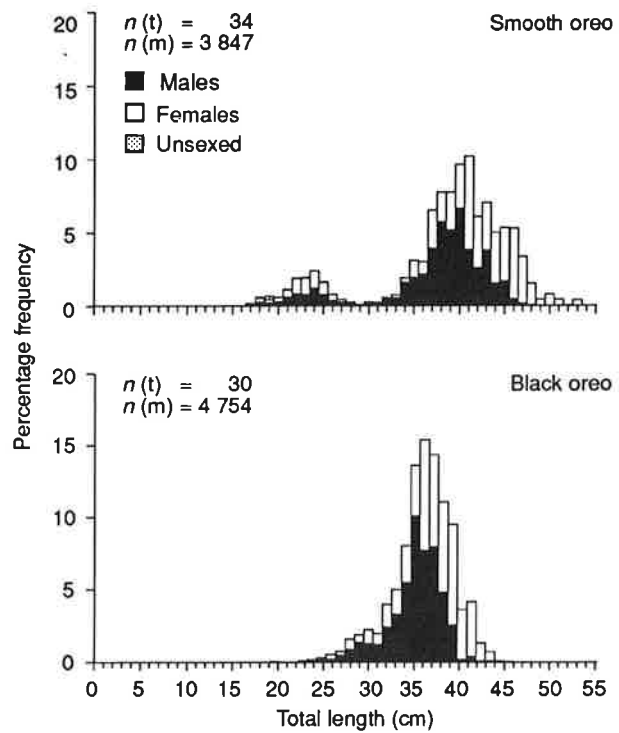 Percentage frequency
20
15
10
5
0
n (t) = 34
n (m) = 3 847
Smooth oreo
Males
Females
Unsexed
20
15
10
5
0
n (t) = 30
n (m) = 4 754
Black oreo
0 5 10 15 20 25 30 35 40 45 50 55
Total length (cm)